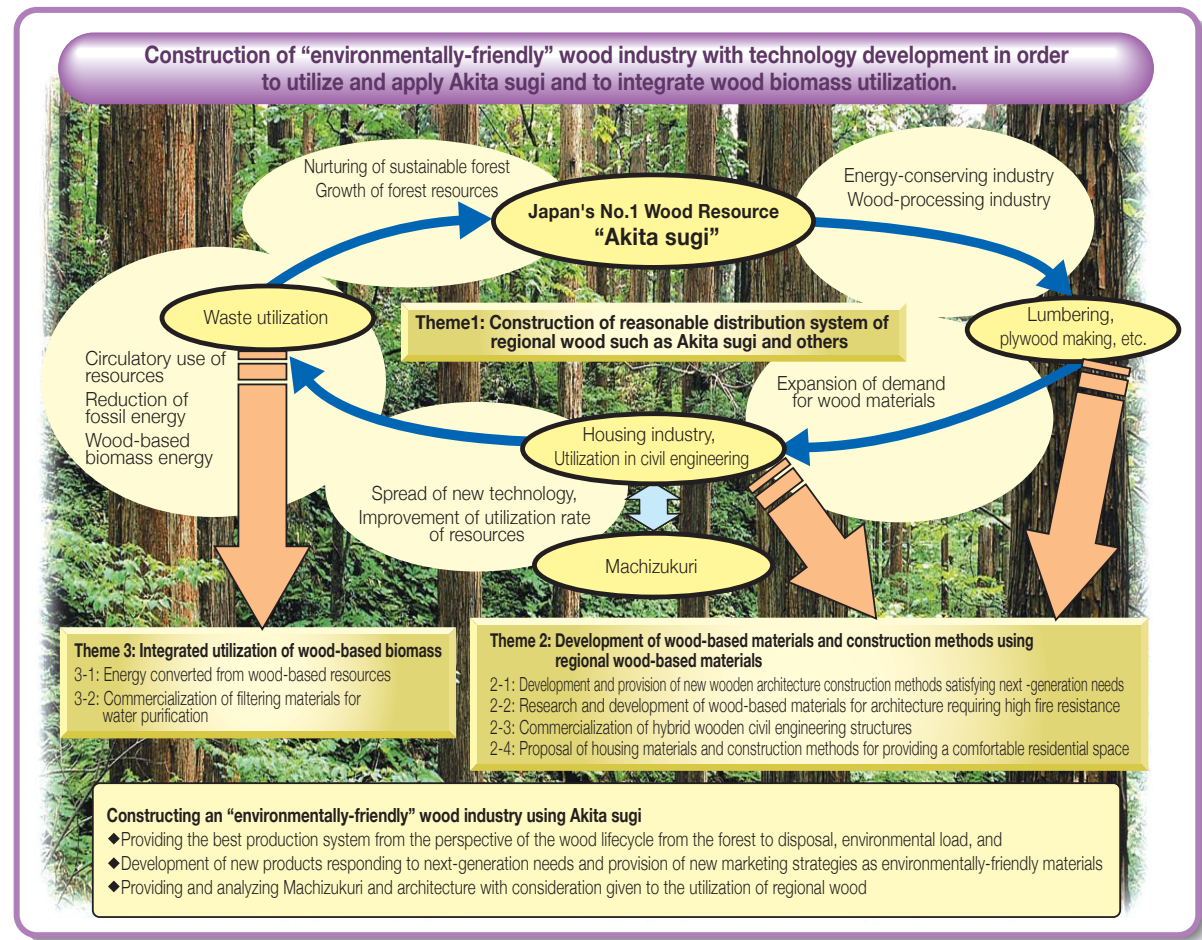 Construction of “environmentally-friendly” wood industry with technology development in order
to utilize and apply Akita sugi and to integrate wood biomass utilization.
Nurturing of sustainable forest
Growth of forest resources
Japan's No.1 Wood Resource
“Akita sugi”
Energy-conserving industry
Wood-processing industry
Waste utilization
Theme1: Construction of reasonable distribution system of
regional wood such as Akita sugi and others
Lumbering,
plywood making, etc.
Circulatory use of
resources
Reduction of
fossil energy
Wood-based
biomass energy
Expansion of demand
for wood materials
Housing industry,
Utilization in civil engineering
Spread of new technology,
Improvement of utilization rate
of resources
Machizukuri
Theme 3: Integrated utilization of wood-based biomass
3-1: Energy converted from wood-based resources
3-2: Commercialization of filtering materials for
water purification
Theme 2: Development of wood-based materials and construction methods using
regional wood-based materials
2-1: Development and provision of new wooden architecture construction methods satisfying next -generation needs
2-2: Research and development of wood-based materials for architecture requiring high fire resistance
2-3: Commercialization of hybrid wooden civil engineering structures
2-4: Proposal of housing materials and construction methods for providing a comfortable residential space
Constructing an “environmentally-friendly” wood industry using Akita sugi
◆Providing the best production system from the perspective of the wood lifecycle from the forest to disposal, environmental load, and
◆Development of new products responding to next-generation needs and provision of new marketing strategies as environmentally-friendly materials
◆Providing and analyzing Machizukuri and architecture with consideration given to the utilization of regional wood